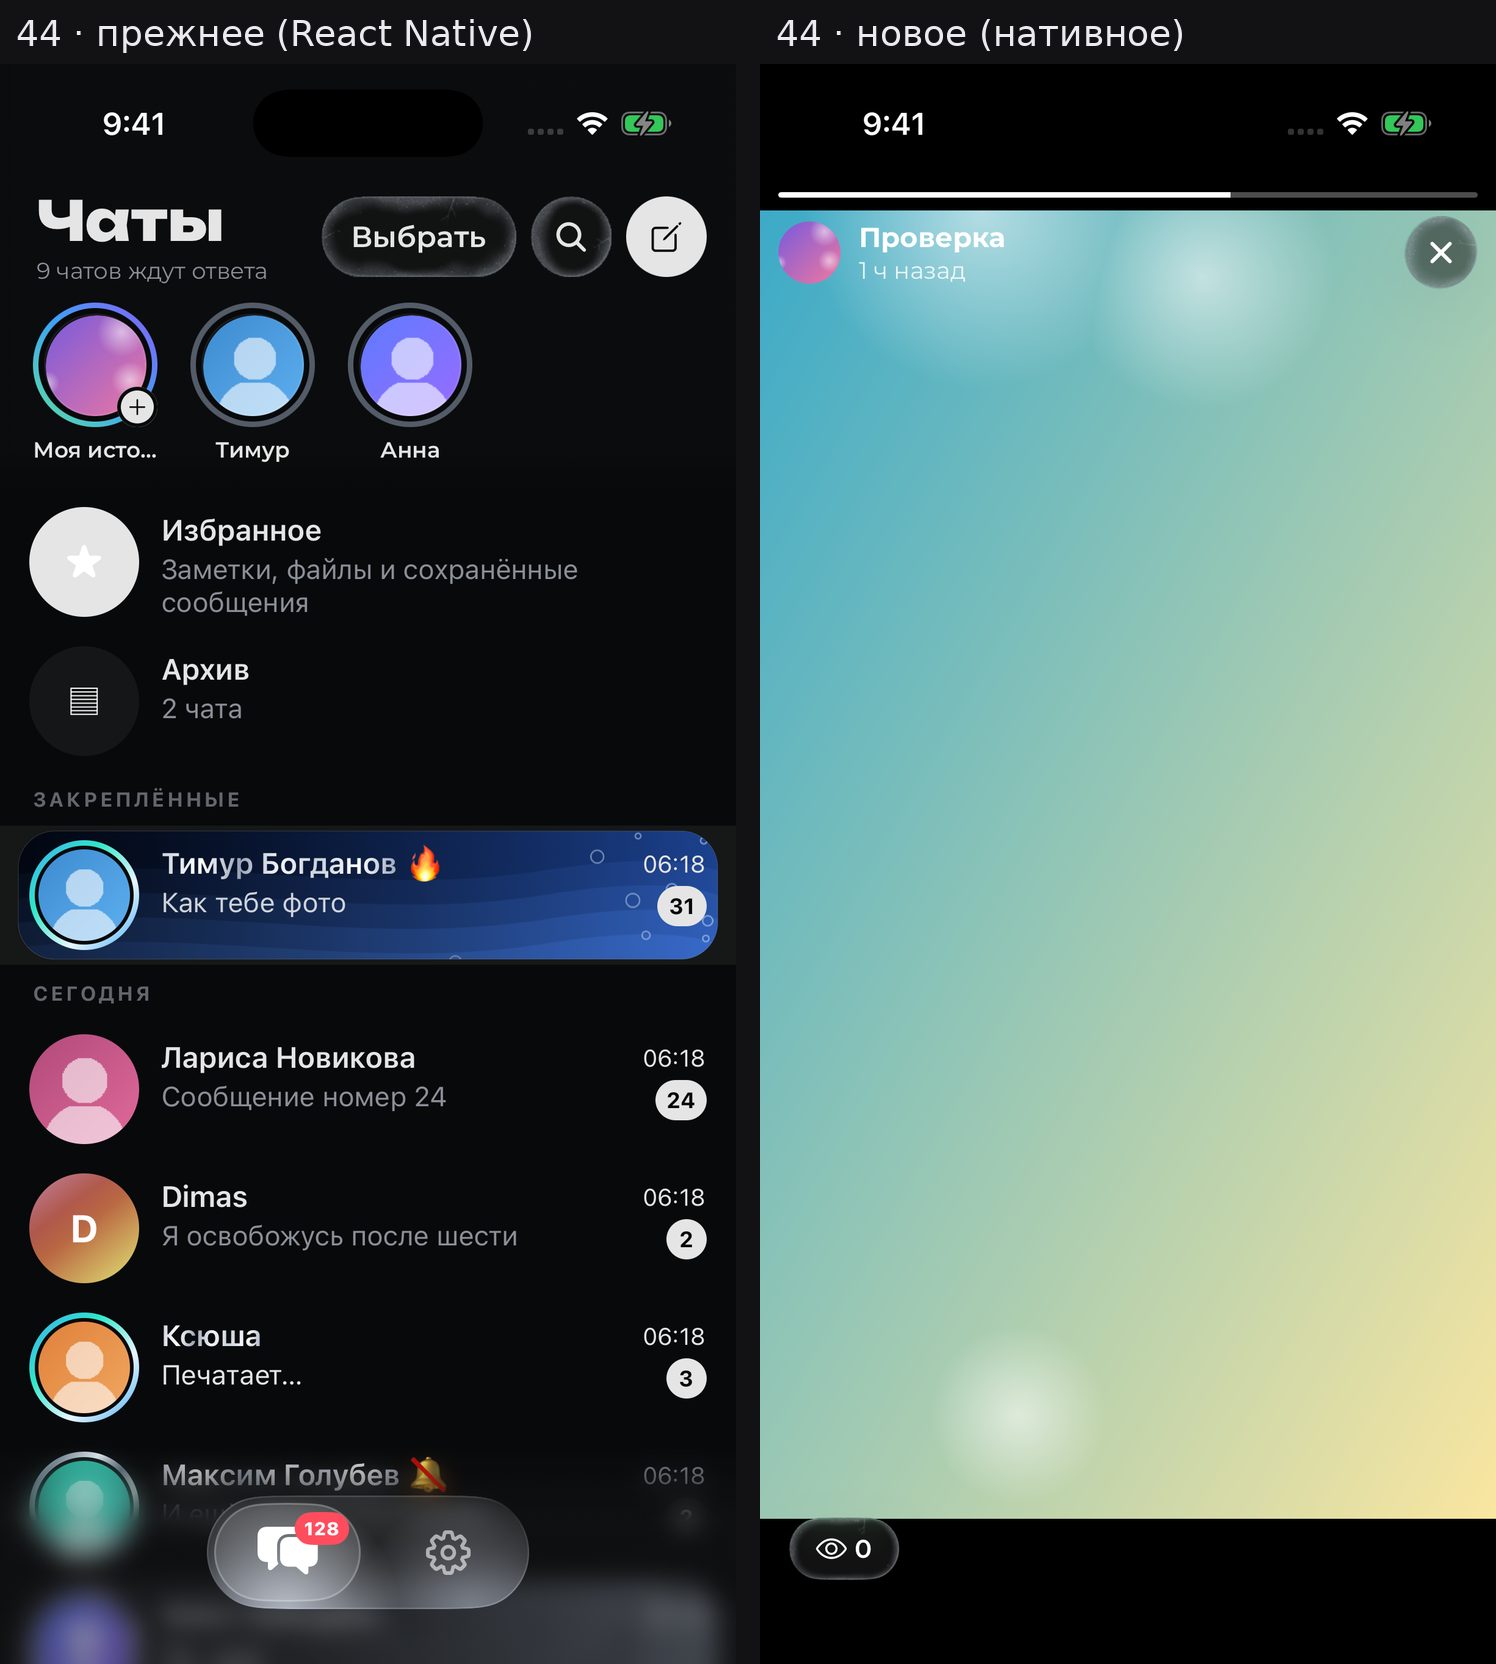 44 · прежнее (React Native)
9:41
Чаты
9 чатов ждут ответа
Выбрать
Моя исто...
Тимур
Анна
Избранное
Заметки, файлы и сохранённые
сообщения
Архив
2 чата
ЗАКРЕПЛЁННЫЕ
Тимур Богданов 🔥
06:18
Как тебе фото
31
СЕГОДНЯ
Лариса Новикова
06:18
Сообщение номер 24
24
Dimas
06:18
D
Я освобожусь после шести
2
Ксюша
06:18
Печатает...
3
Максим Голубев
06:18
И ещ
2
128
44 · новое (нативное)
9:41
Проверка
1 ч назад
0